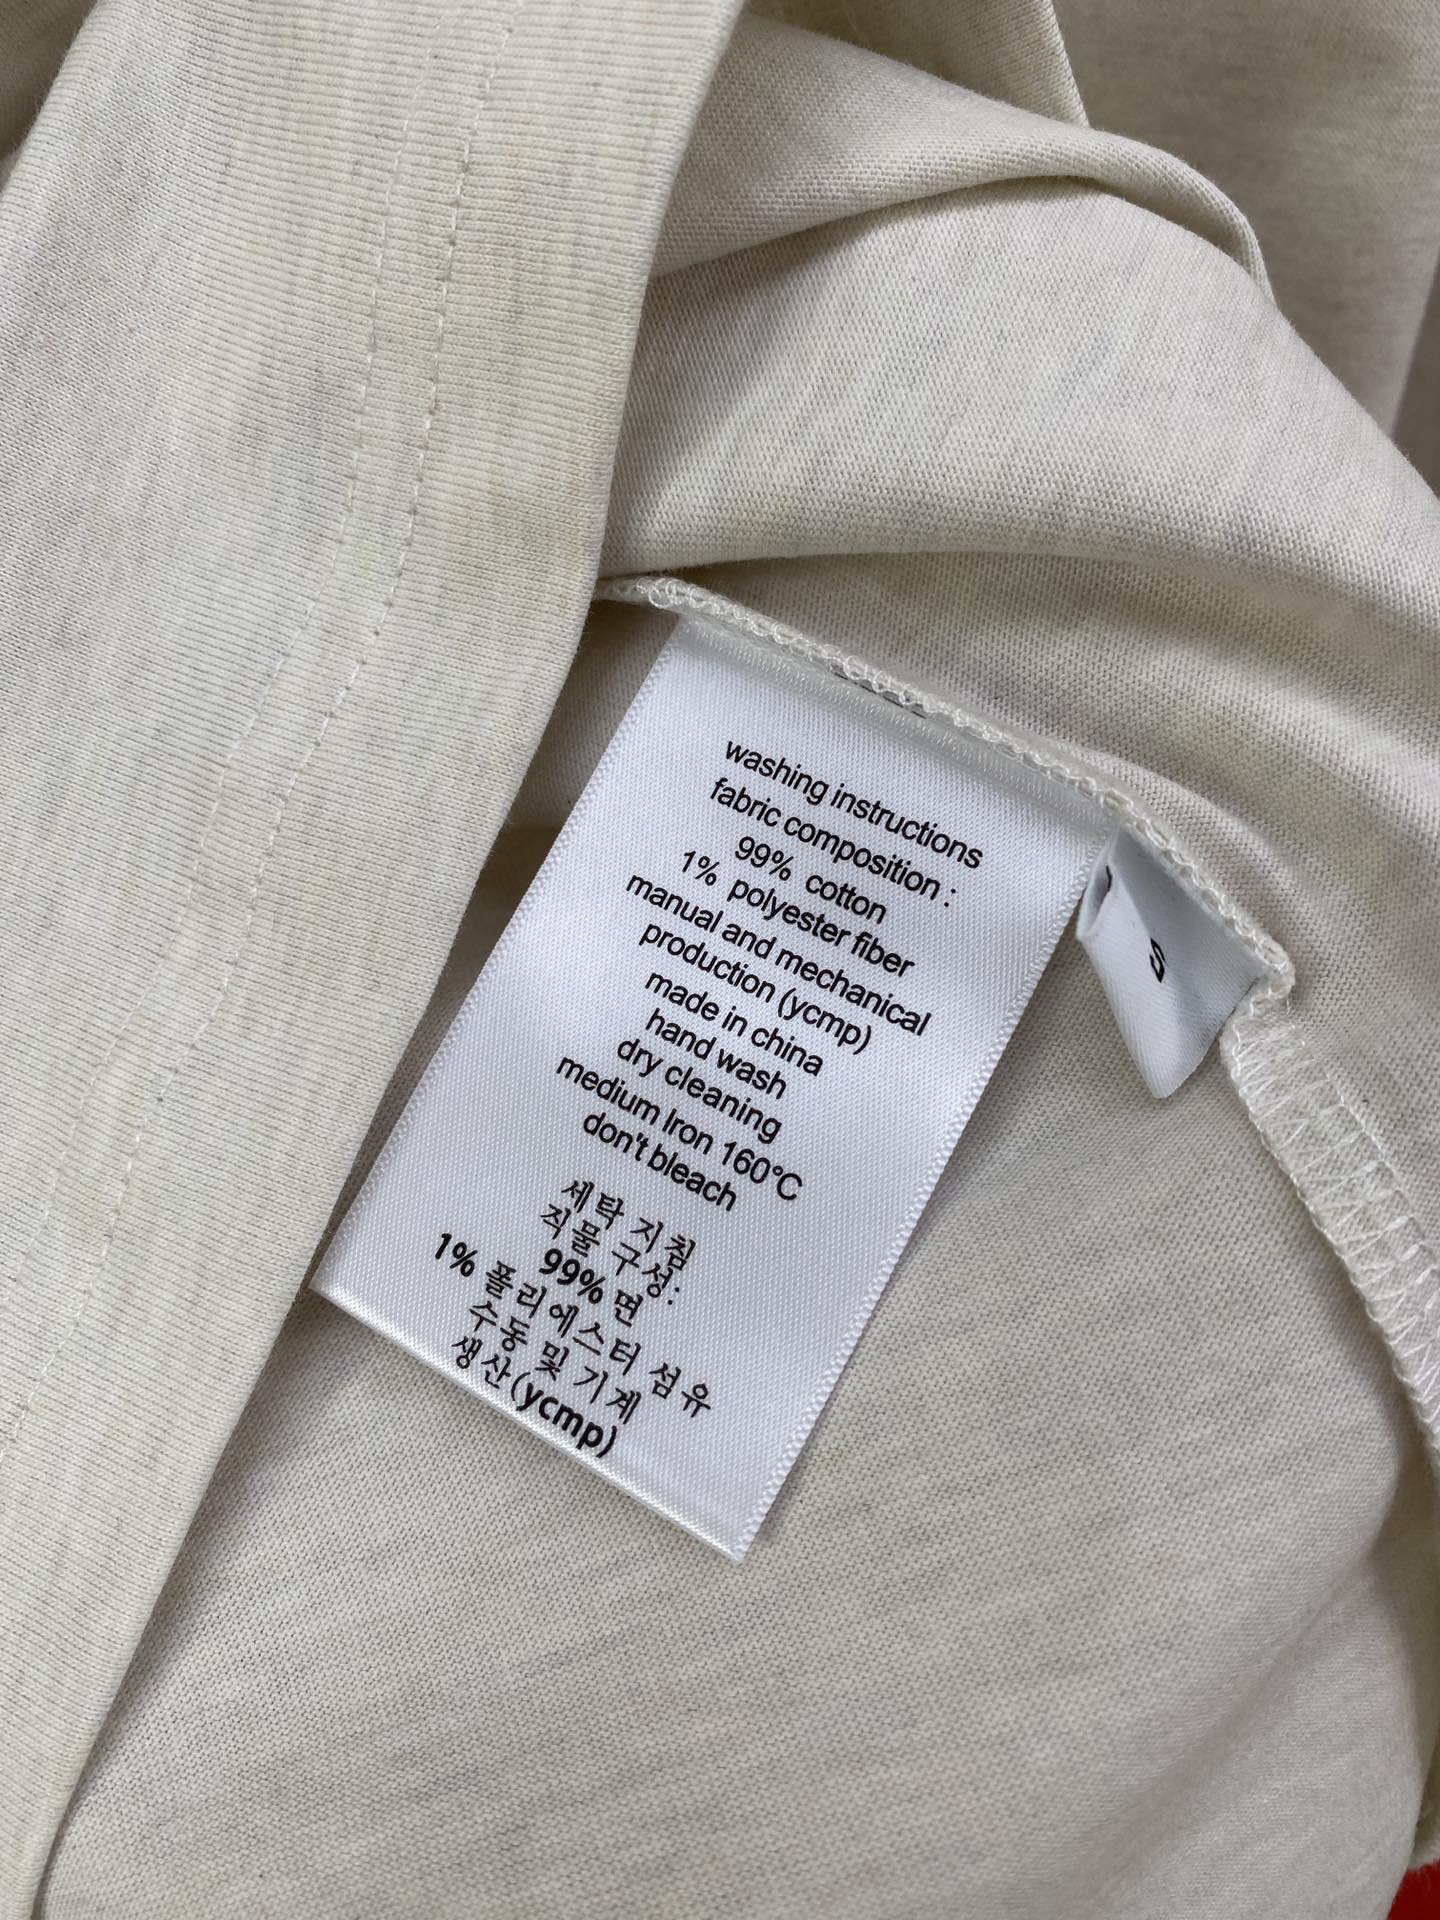 washing instructions
fabric composition :
99% cotton
1% polyester fiber
manual and mechanical
production (ycmp)
made in china
hand wash
dry cleaning
medium Iron 160°C
don't bleach
세탁 지침
직물 구성:
99% 면
1% 폴리에스터 섬유
수동 및 기계
생산(ycmp)
S